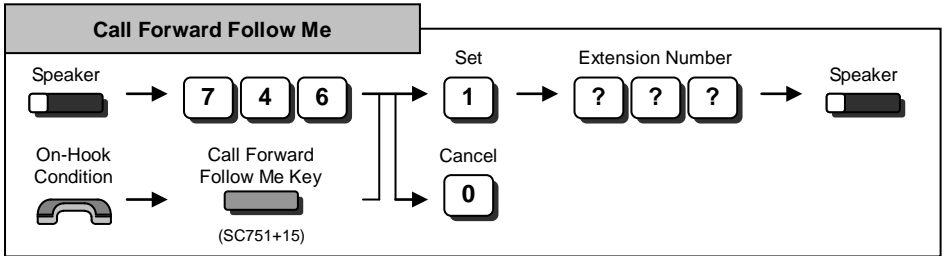 Call Forward Follow Me
Speaker
7 4 6
Set
1
Extension Number
? ? ?
Speaker
On-Hook
Condition
Call Forward
Follow Me Key
(SC751+15)
Cancel
0